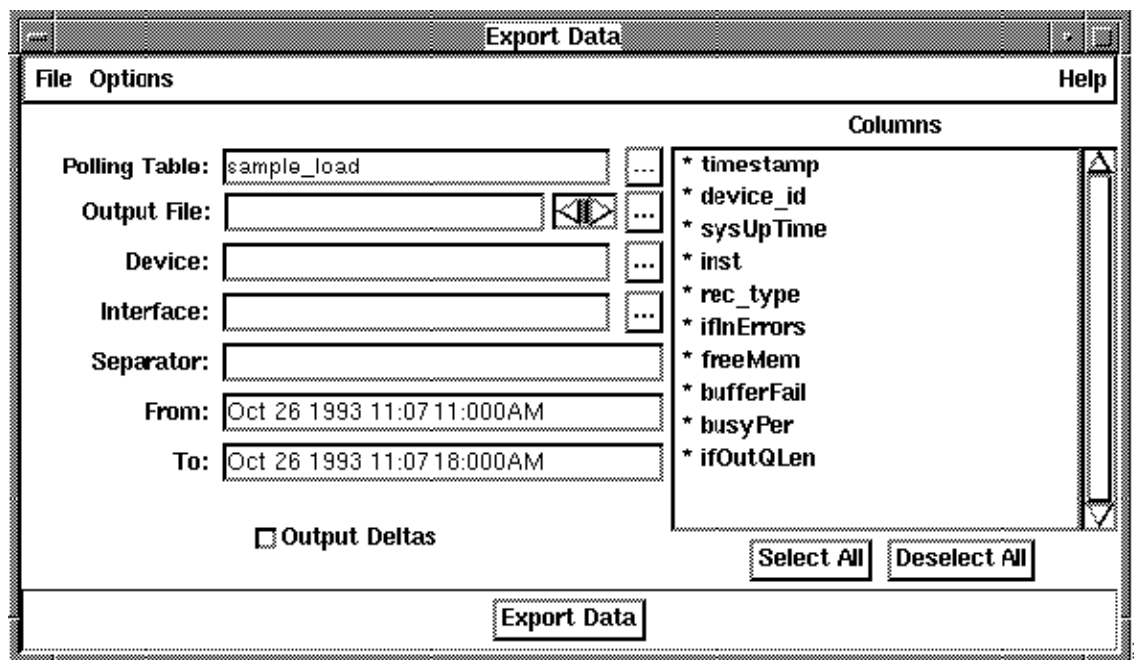 Export Data
File Options Help
Columns
Polling Table: sample_load ...
Output File: ...
Device: ...
Interface: ...
Separator:
From: Oct 26 1993 11:07 11:000AM
To: Oct 26 1993 11:07 18:000AM
Output Deltas
* timestamp
* device_id
* sysUpTime
* inst
* rec_type
* ifInErrors
* freeMem
* bufferFail
* busyPer
* ifOutQLen
Select All Deselect All
Export Data